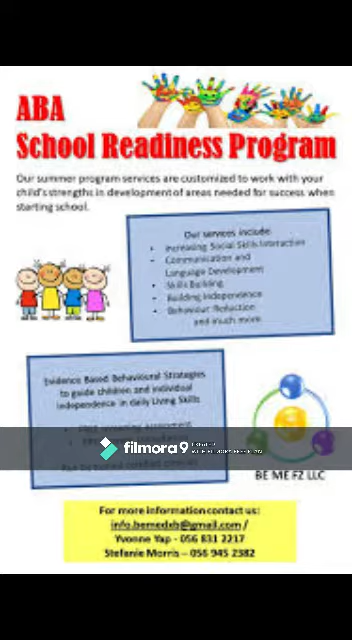 ABA
School Readiness Program
Our summer program services are customized to work with your
child's strengths in development of areas needed for success when
starting school.
Our services include:
• Increasing Social Skills Interaction
• Communication and
Language Development
• Skills Building
• Building Independence
• Behaviour Reduction
and much more
Evidence Based Behavioural Strategies
to guide children and individual
independence in daily Living Skills
filmora9
BE ME FZ LLC
For more information contact us:
info.bemedxb@gmail.com /
Yvonne Yap - 056 831 2217
Stefanie Morris – 056 945 2382